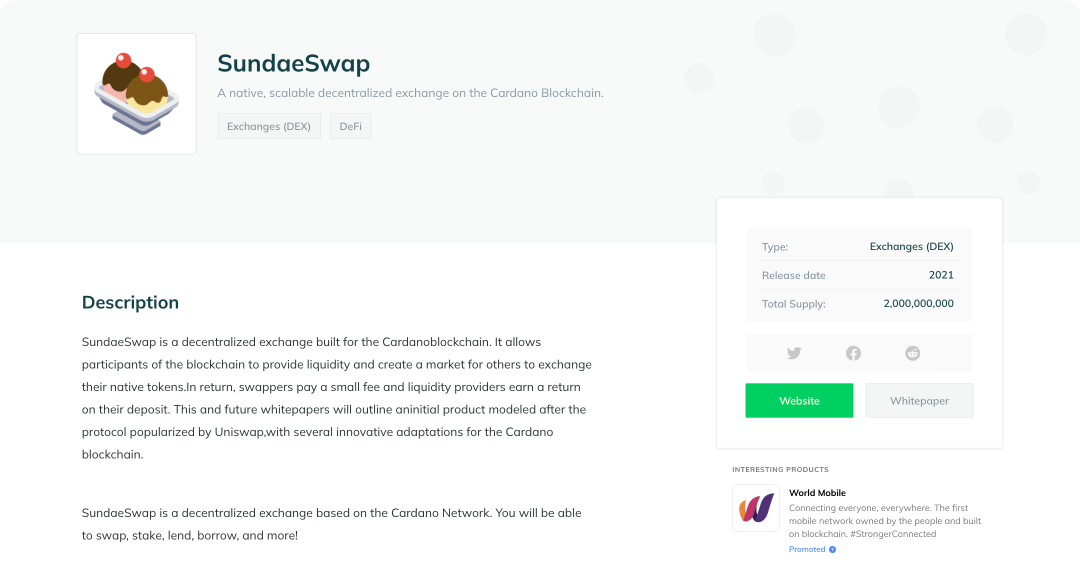 SundaeSwap
A native, scalable decentralized exchange on the Cardano Blockchain.
Exchanges (DEX) DeFi
Description
SundaeSwap is a decentralized exchange built for the Cardanoblockchain. It allows
participants of the blockchain to provide liquidity and create a market for others to exchange
their native tokens.In return, swappers pay a small fee and liquidity providers earn a return
on their deposit. This and future whitepapers will outline aninitial product modeled after the
protocol popularized by Uniswap,with several innovative adaptations for the Cardano
blockchain.
SundaeSwap is a decentralized exchange based on the Cardano Network. You will be able
to swap, stake, lend, borrow, and more!
Type: Exchanges (DEX)
Release date 2021
Total Supply: 2,000,000,000
Website Whitepaper
INTERESTING PRODUCTS
World Mobile
Connecting everyone, everywhere. The first
mobile network owned by the people and built
on blockchain. #StrongerConnected
Promoted ?